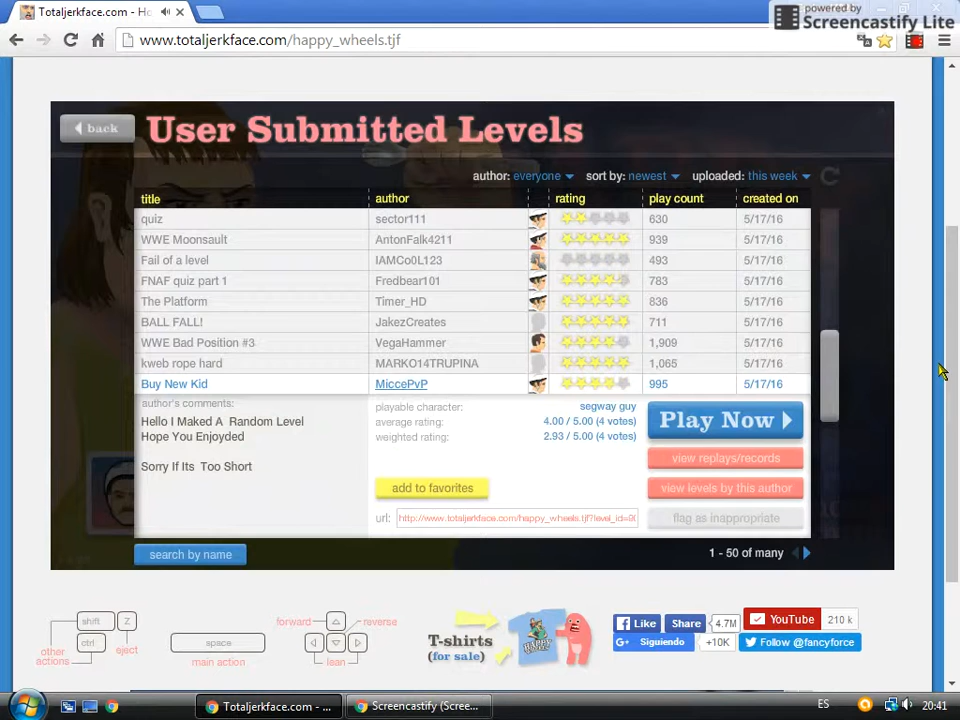 Totaljerkface.com - Ho
powered by
Screencastify Lite
www.totaljerkface.com/happy_wheels.tjf
back
User Submitted Levels
author: everyone sort by: newest uploaded: this week
title author rating play count created on
quiz sector111 630 5/17/16
WWE Moonsault AntonFalk4211 939 5/17/16
Fail of a level IAMCo0L123 493 5/17/16
FNAF quiz part 1 Fredbear101 783 5/17/16
The Platform Timer_HD 836 5/17/16
BALL FALL! JakezCreates 711 5/17/16
WWE Bad Position #3 VegaHammer 1,909 5/17/16
kweb rope hard MARKO14TRUPINA 1,065 5/17/16
Buy New Kid MiccePvP 995 5/17/16
author's comments:
Hello I Maked A Random Level
Hope You Enjoyded
Sorry If Its Too Short
playable character: segway guy
average rating: 4.00 / 5.00 (4 votes)
weighted rating: 2.93 / 5.00 (4 votes)
add to favorites
url: http://www.totaljerkface.com/happy_wheels.tjf?level_id=9
Play Now
view replays/records
view levels by this author
flag as inappropriate
search by name
1 - 50 of many
shift Z
ctrl
eject
other
actions
space
main action
forward reverse
lean
T-shirts
(for sale)
HAPPY WHEELS
Like Share 4.7M
YouTube 210 k
G+ Siguiendo +10K
Follow @fancyforce
Totaljerkface.com - ...
Screencastify (Scree...
ES
20:41